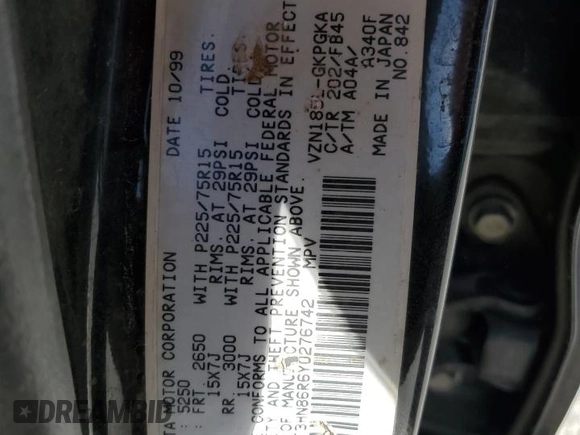 TA MOTOR CORPORATION DATE 10/99
: 5250
FRT. 2650 WITH P225/75R15 TIRES.
15X7J RIMS. AT 29PSI COLD.
RR. 3000 WITH P225/75R15 TIRES.
15X7J RIMS. AT 29PSI COLD.
CONFORMS TO ALL APPLICABLE FEDERAL MOTOR
AND THEFT PREVENTION STANDARDS IN EFFECT
OF MANUFACTURE SHOWN ABOVE.
3HN86R6Y0276742 MPV
VZN185L-GKPGKA
C/TR 202/FB45
A/TM A04A/
A340F
MADE IN JAPAN
NO.842
DREAMBID